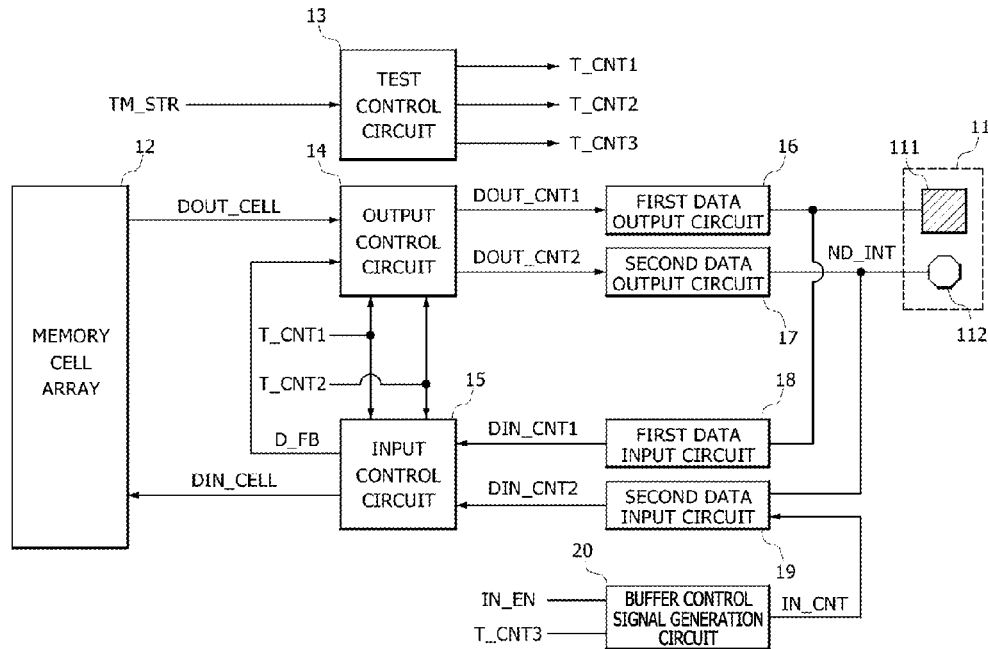 13
TEST
CONTROL
CIRCUIT
TM_STR
T_CNT1
T_CNT2
T_CNT3
12
14
16
11
111
DOUT_CELL
OUTPUT
CONTROL
CIRCUIT
DOUT_CNT1
FIRST DATA
OUTPUT CIRCUIT
DOUT_CNT2
SECOND DATA
OUTPUT CIRCUIT
ND_INT
17
112
MEMORY
CELL
ARRAY
T_CNT1
T_CNT2
15
18
D_FB
INPUT
CONTROL
CIRCUIT
DIN_CNT1
FIRST DATA
INPUT CIRCUIT
DIN_CELL
DIN_CNT2
SECOND DATA
INPUT CIRCUIT
19
20
IN_EN
T_CNT3
BUFFER CONTROL
SIGNAL GENERATION
CIRCUIT
IN_CNT